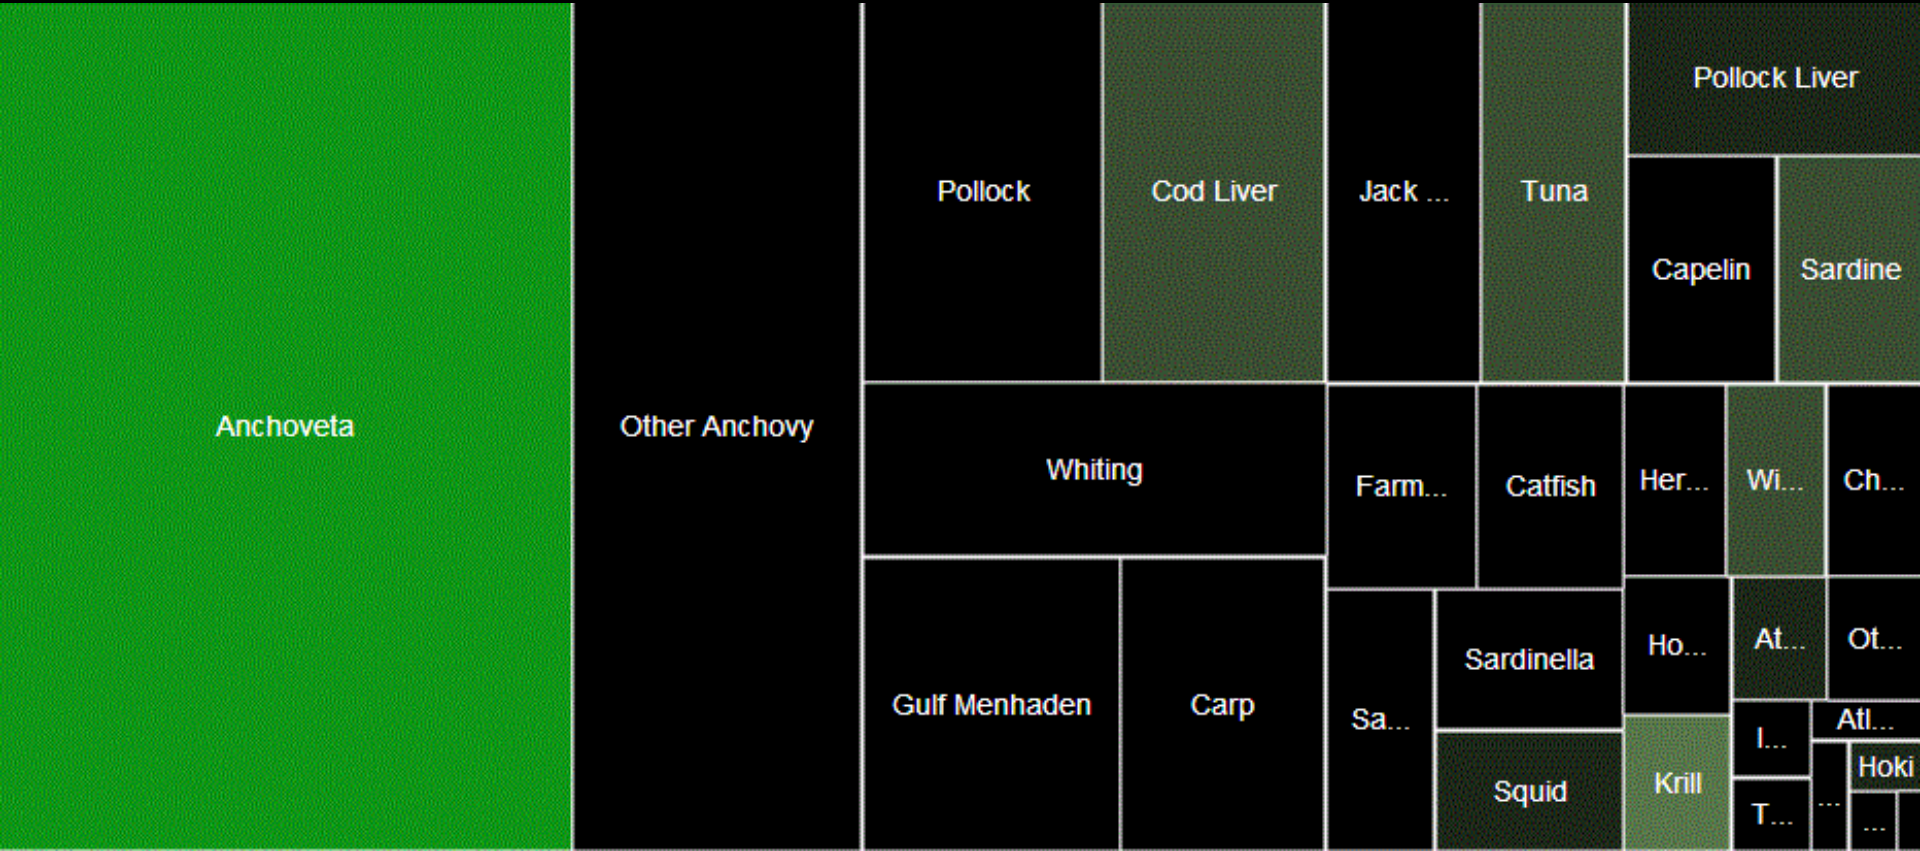 Anchoveta
Other Anchovy
Pollock
Cod Liver
Jack ...
Tuna
Pollock Liver
Capelin
Sardine
Whiting
Farm...
Catfish
Her...
Wi...
Ch...
Gulf Menhaden
Carp
Sa...
Sardinella
Squid
Ho...
At...
Ot...
Krill
I...
Atl...
T...
...
Hoki
...